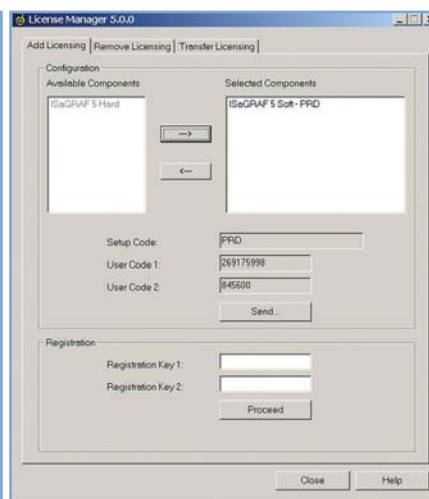 License Manager 5.0.0
Add Licensing Remove Licensing Transfer Licensing
Configuration
Available Components Selected Components
ISaGRAF 5 Hard ISaGRAF 5 Soft - PRD
-->
<--
Setup Code: PRD
User Code 1: 269175998
User Code 2: 845600
Send...
Registration
Registration Key 1:
Registration Key 2:
Proceed
Close Help